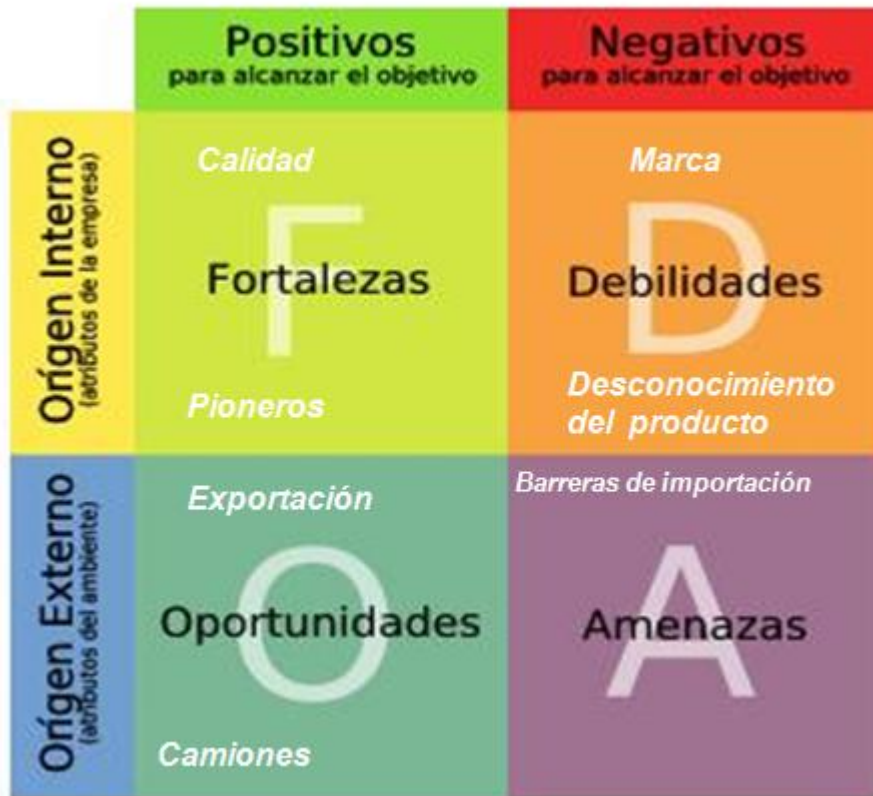 Positivos
para alcanzar el objetivo
Negativos
para alcanzar el objetivo
Orígen Interno
(atributos de la empresa)
Calidad
F
Fortalezas
Pioneros
Marca
D
Debilidades
Desconocimiento
del producto
Orígen Externo
(atributos del ambiente)
Exportación
O
Oportunidades
Camiones
Barreras de importación
A
Amenazas